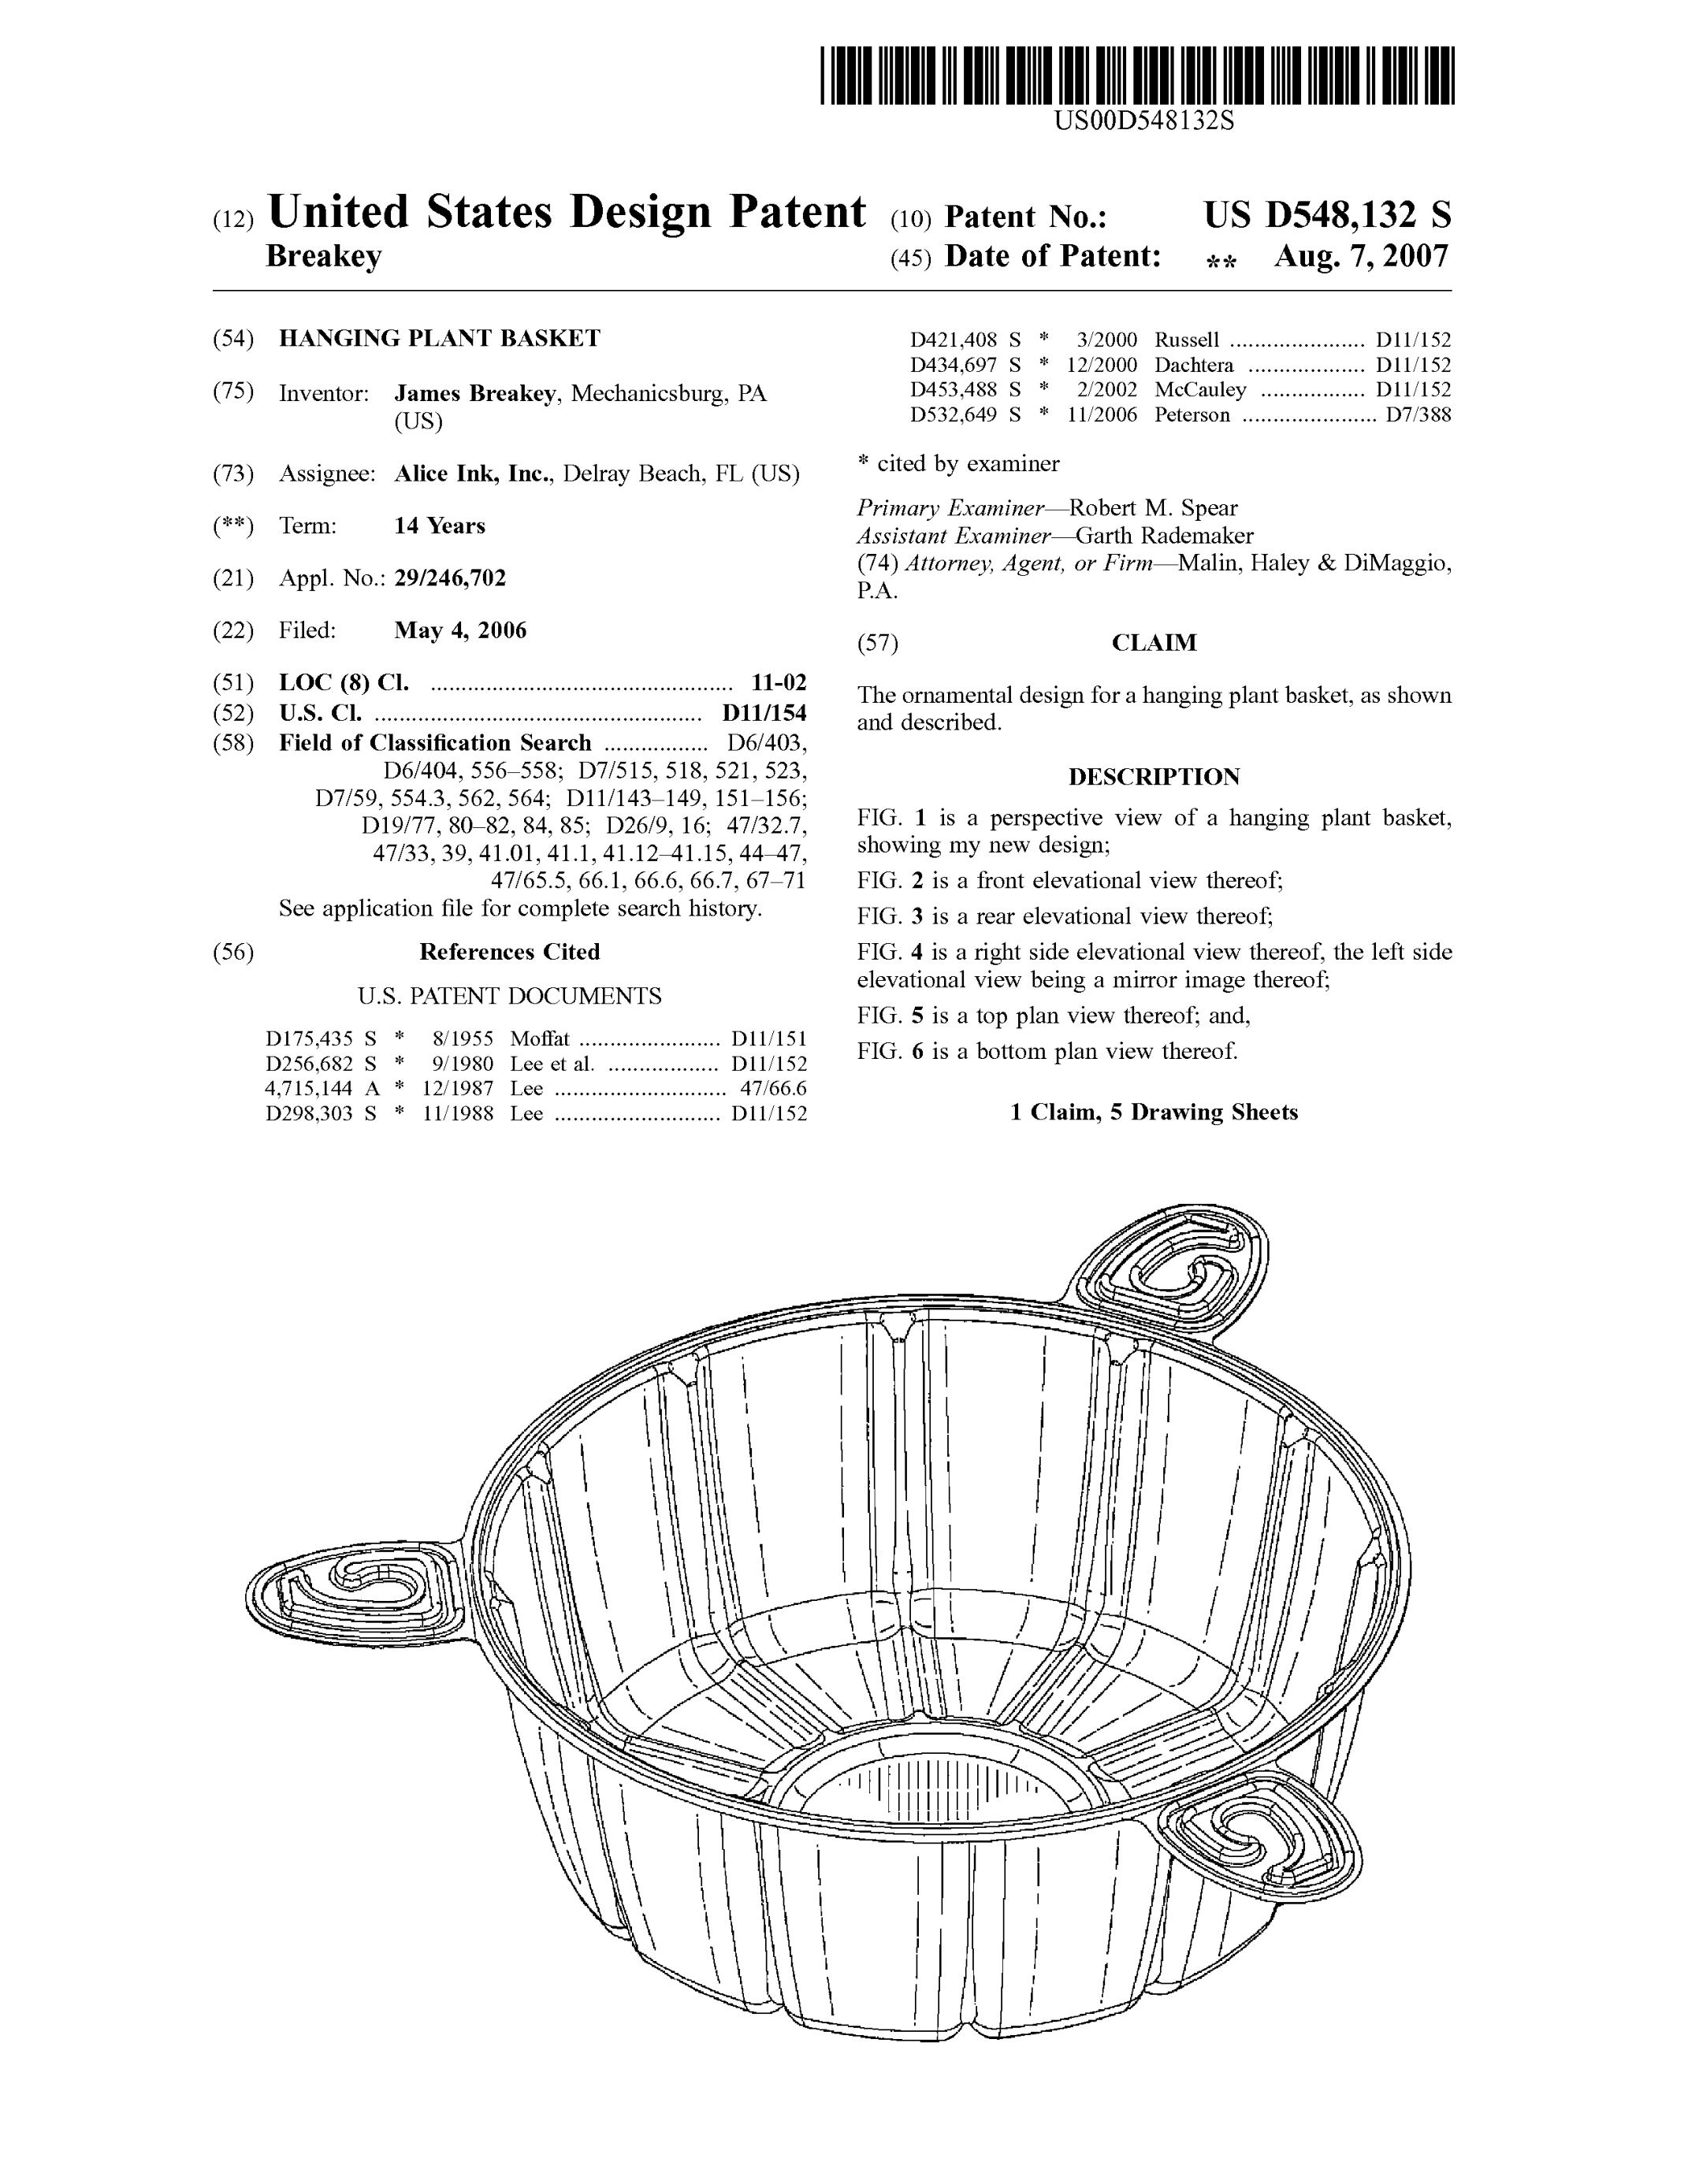 US00D548132S
(12) United States Design Patent
Breakey
(10) Patent No.: US D548,132 S
(45) Date of Patent: ** Aug. 7, 2007
(54) HANGING PLANT BASKET
(75) Inventor: James Breakey, Mechanicsburg, PA
(US)
(73) Assignee: Alice Ink, Inc., Delray Beach, FL (US)
(**) Term: 14 Years
(21) Appl. No.: 29/246,702
(22) Filed: May 4, 2006
(51) LOC (8) Cl. ................................................. 11-02
(52) U.S. Cl. ..................................................... D11/154
(58) Field of Classification Search ................. D6/403,
D6/404, 556–558; D7/515, 518, 521, 523,
D7/59, 554.3, 562, 564; D11/143–149, 151–156;
D19/77, 80–82, 84, 85; D26/9, 16; 47/32.7,
47/33, 39, 41.01, 41.1, 41.12–41.15, 44–47,
47/65.5, 66.1, 66.6, 66.7, 67–71
See application file for complete search history.
(56) References Cited
U.S. PATENT DOCUMENTS
D175,435 S * 8/1955 Moffat ....................... D11/151
D256,682 S * 9/1980 Lee et al. .................. D11/152
4,715,144 A * 12/1987 Lee ............................ 47/66.6
D298,303 S * 11/1988 Lee ........................... D11/152
D421,408 S * 3/2000 Russell ...................... D11/152
D434,697 S * 12/2000 Dachtera ................... D11/152
D453,488 S * 2/2002 McCauley ................. D11/152
D532,649 S * 11/2006 Peterson ...................... D7/388
* cited by examiner
Primary Examiner—Robert M. Spear
Assistant Examiner—Garth Rademaker
(74) Attorney, Agent, or Firm—Malin, Haley & DiMaggio,
P.A.
(57) CLAIM
The ornamental design for a hanging plant basket, as shown
and described.
DESCRIPTION
FIG. 1 is a perspective view of a hanging plant basket,
showing my new design;
FIG. 2 is a front elevational view thereof;
FIG. 3 is a rear elevational view thereof;
FIG. 4 is a right side elevational view thereof, the left side
elevational view being a mirror image thereof;
FIG. 5 is a top plan view thereof; and,
FIG. 6 is a bottom plan view thereof.
1 Claim, 5 Drawing Sheets